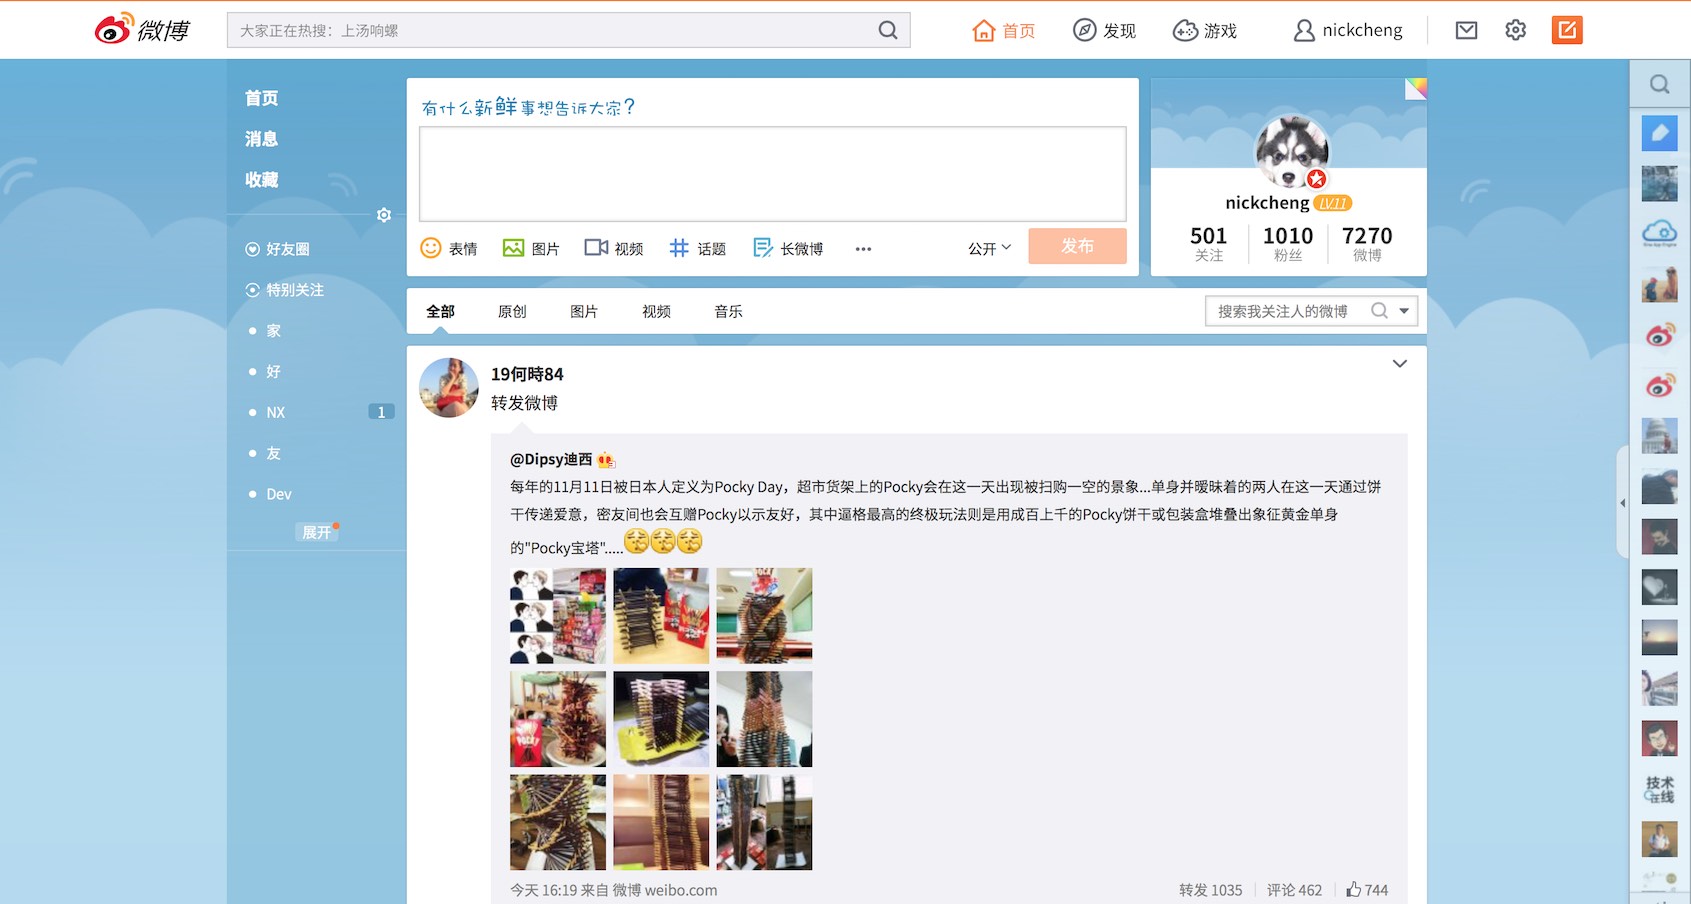 微博
大家正在热搜：上汤响螺
首页
发现
游戏
nickcheng
首页
消息
收藏
好友圈
特别关注
家
好
NX 1
友
Dev
展开
有什么新鲜事想告诉大家？
表情
图片
视频
话题
长微博
公开
发布
nickcheng LV.11
501 1010 7270
关注 粉丝 微博
全部 原创 图片 视频 音乐
搜索我关注人的微博
19何時84
转发微博
@Dipsy迪西
每年的11月11日被日本人定义为Pocky Day，超市货架上的Pocky会在这一天出现被扫购一空的景象...单身并暧昧着的两人在这一天通过饼
干传递爱意，密友间也会互赠Pocky以示友好，其中逼格最高的终极玩法则是用成百上千的Pocky饼干或包装盒堆叠出象征黄金单身
的"Pocky宝塔".....
POCKY
今天 16:19 来自 微博 weibo.com
转发 1035 评论 462 744
技术
在线